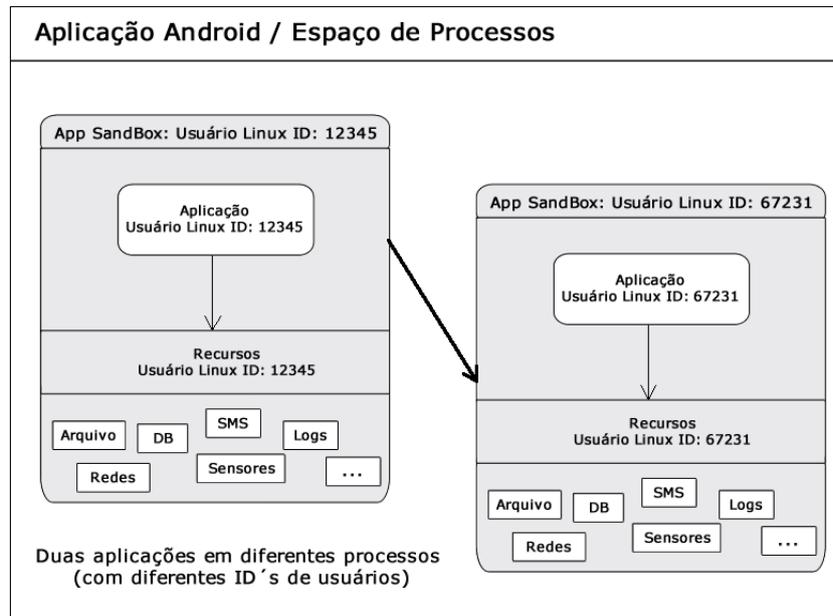 Aplicação Android / Espaço de Processos
App SandBox: Usuário Linux ID: 12345
Aplicação
Usuário Linux ID: 12345
Recursos
Usuário Linux ID: 12345
Arquivo
DB
SMS
Logs
Redes
Sensores
...
App SandBox: Usuário Linux ID: 67231
Aplicação
Usuário Linux ID: 67231
Recursos
Usuário Linux ID: 67231
Arquivo
DB
SMS
Logs
Redes
Sensores
...
Duas aplicações em diferentes processos
(com diferentes ID´s de usuários)